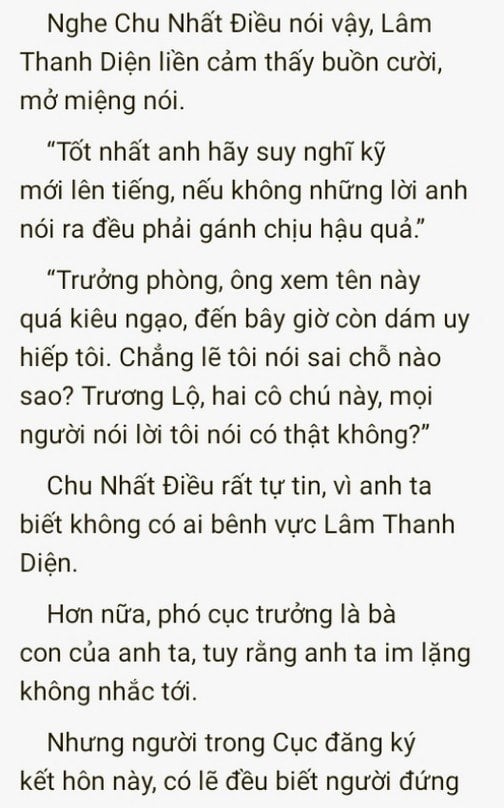 Nghe Chu Nhất Điều nói vậy, Lâm
Thanh Diện liền cảm thấy buồn cười,
mở miệng nói.
“Tốt nhất anh hãy suy nghĩ kỹ
mới lên tiếng, nếu không những lời anh
nói ra đều phải gánh chịu hậu quả.”
“Trưởng phòng, ông xem tên này
quá kiêu ngạo, đến bây giờ còn dám uy
hiếp tôi. Chẳng lẽ tôi nói sai chỗ nào
sao? Trương Lộ, hai cô chú này, mọi
người nói lời tôi nói có thật không?”
Chu Nhất Điều rất tự tin, vì anh ta
biết không có ai bênh vực Lâm Thanh
Diện.
Hơn nữa, phó cục trưởng là bà
con của anh ta, tuy rằng anh ta im lặng
không nhắc tới.
Nhưng người trong Cục đăng ký
kết hôn này, có lẽ đều biết người đứng